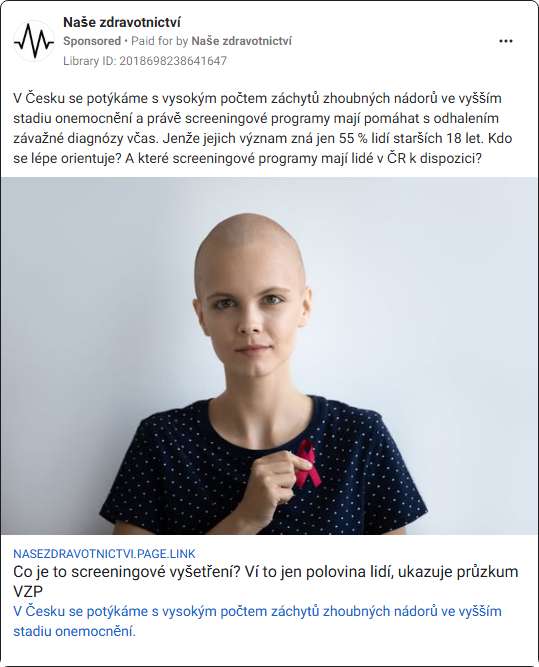 Naše zdravotnictví
Sponsored • Paid for by Naše zdravotnictví
Library ID: 2018698238641647
V Česku se potýkáme s vysokým počtem záchytů zhoubných nádorů ve vyšším
stadiu onemocnění a právě screeningové programy mají pomáhat s odhalením
závažné diagnózy včas. Jenže jejich význam zná jen 55 % lidí starších 18 let. Kdo
se lépe orientuje? A které screeningové programy mají lidé v ČR k dispozici?
NASEZDRAVOTNICTVI.PAGE.LINK
Co je to screeningové vyšetření? Ví to jen polovina lidí, ukazuje průzkum
VZP
V Česku se potýkáme s vysokým počtem záchytů zhoubných nádorů ve vyšším
stadiu onemocnění.